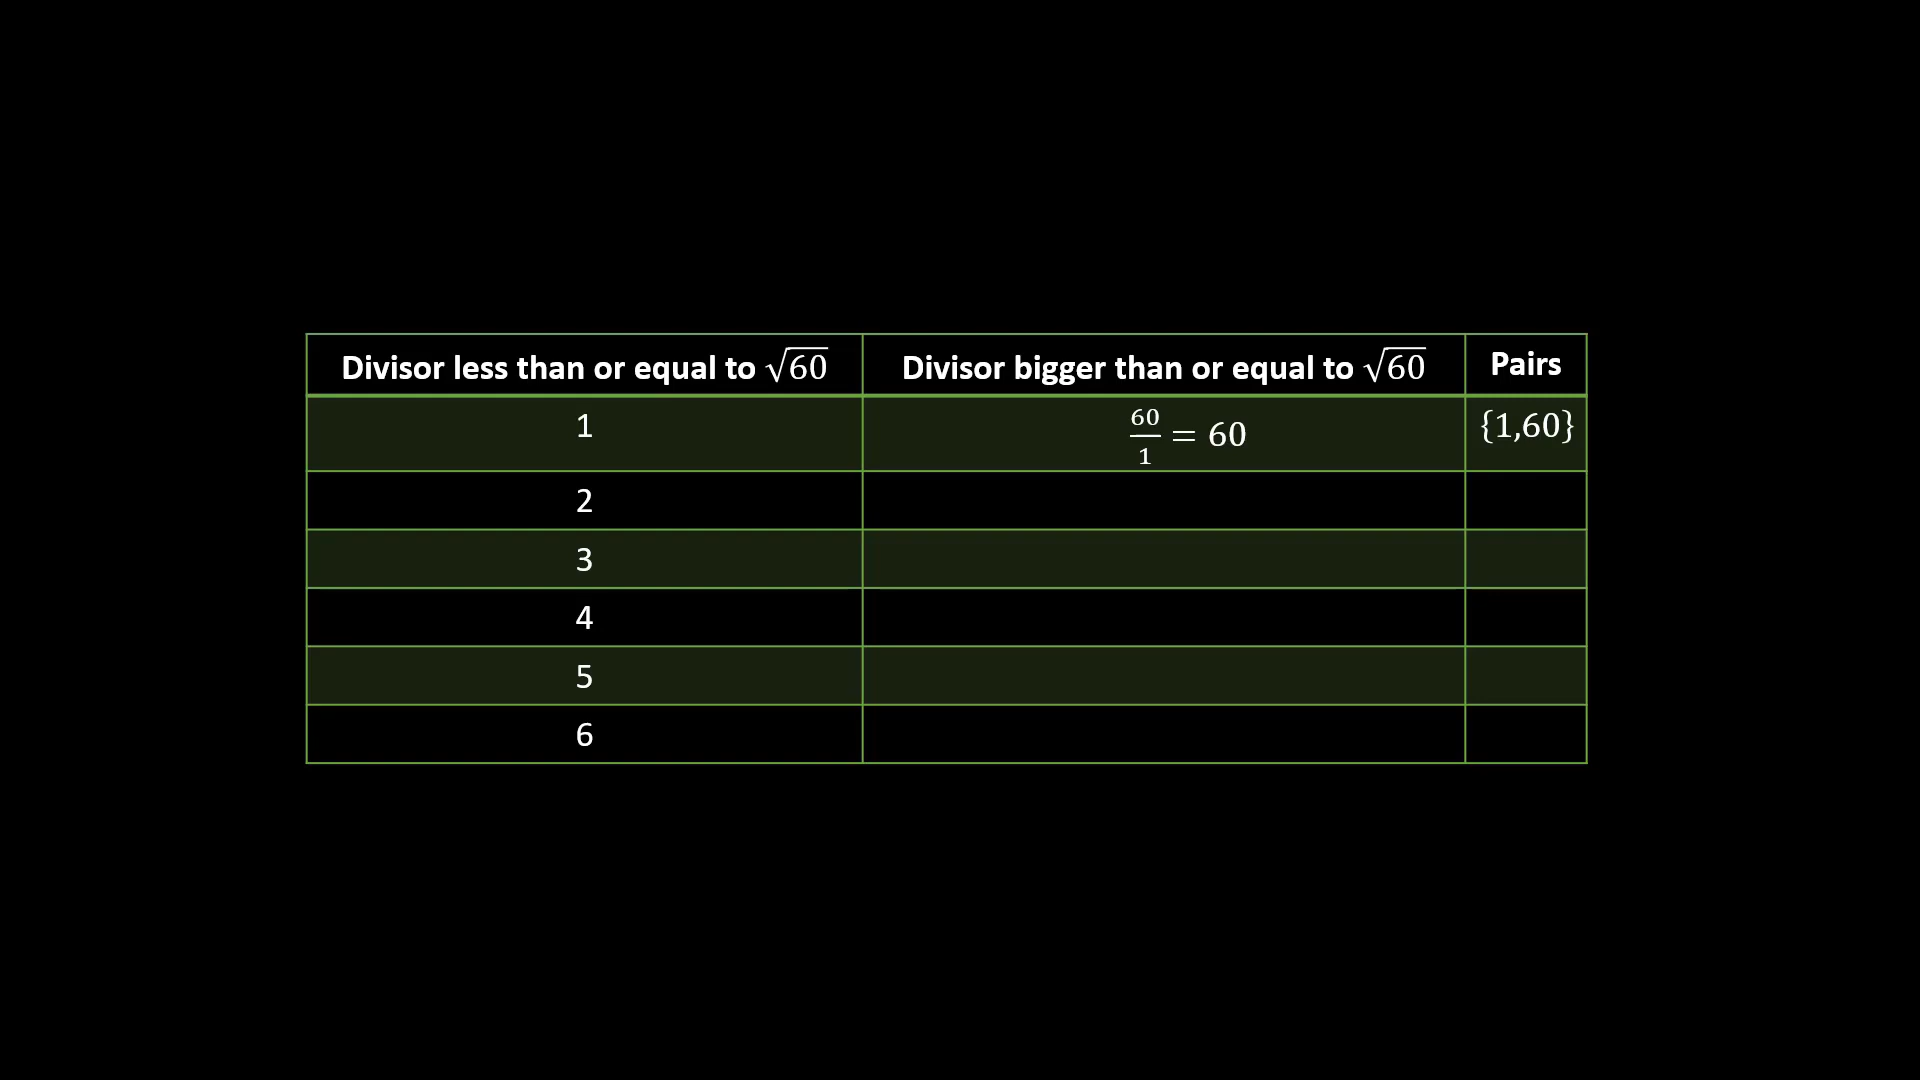 Divisor less than or equal to √60 Divisor bigger than or equal to √60 Pairs
1 60/1 = 60 {1,60}
2
3
4
5
6